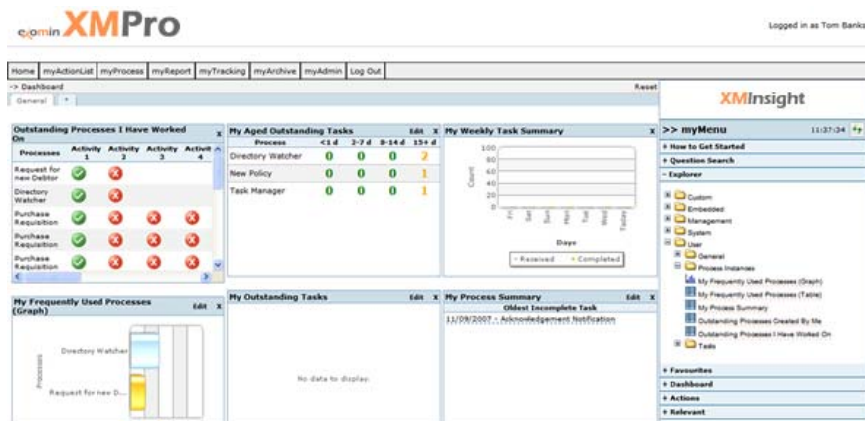 exomin XMPro
Logged in as Tom Banks
Home myActionList myProcess myReport myTracking myArchive myAdmin Log Out
-> Dashboard Reset
General +
XMInsight
Outstanding Processes I Have Worked On X
Processes Activity 1 Activity 2 Activity 3 Activit 4
Request for new Debtor
Directory Watcher
Purchase Requisition
Purchase Requisition
Purchase Requisition
My Aged Outstanding Tasks Edit X
Process <1 d 2-7 d 8-14 d 15+ d
Directory Watcher 0 0 0 2
New Policy 0 0 0 1
Task Manager 0 0 0 1
My Weekly Task Summary X
100
80
60
40
20
0
Count
Fri Sat Sun Mon Tue Wed Today
Days
Received Completed
>> myMenu 11:37:34
+ How to Get Started
+ Question Search
- Explorer
Custom
Embedded
Management
System
User
General
Process Instances
My Frequently Used Processes (Graph)
My Frequently Used Processes (Table)
My Process Summary
Outstanding Processes Created By Me
Outstanding Processes I Have Worked On
Tasks
+ Favourites
+ Dashboard
+ Actions
+ Relevant
My Frequently Used Processes (Graph) Edit X
Processes
Directory Watcher
Request for new D...
My Outstanding Tasks Edit X
No data to display.
My Process Summary Edit X
Oldest Incomplete Task
11/09/2007 - Acknowledgement Notification